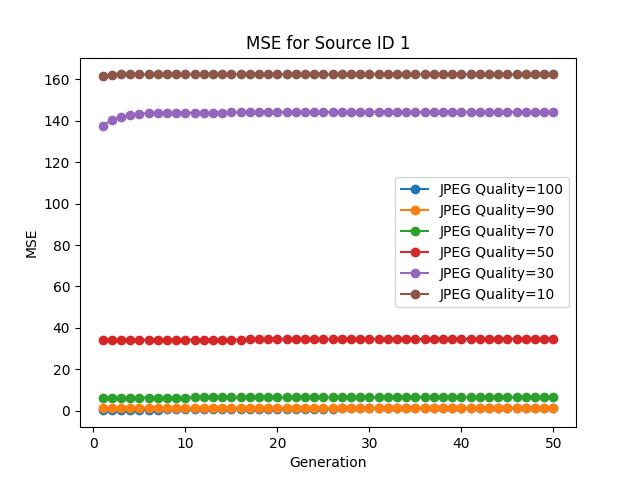 MSE for Source ID 1
MSE
160
140
120
100
80
60
40
20
0
JPEG Quality=100
JPEG Quality=90
JPEG Quality=70
JPEG Quality=50
JPEG Quality=30
JPEG Quality=10
0 10 20 30 40 50
Generation